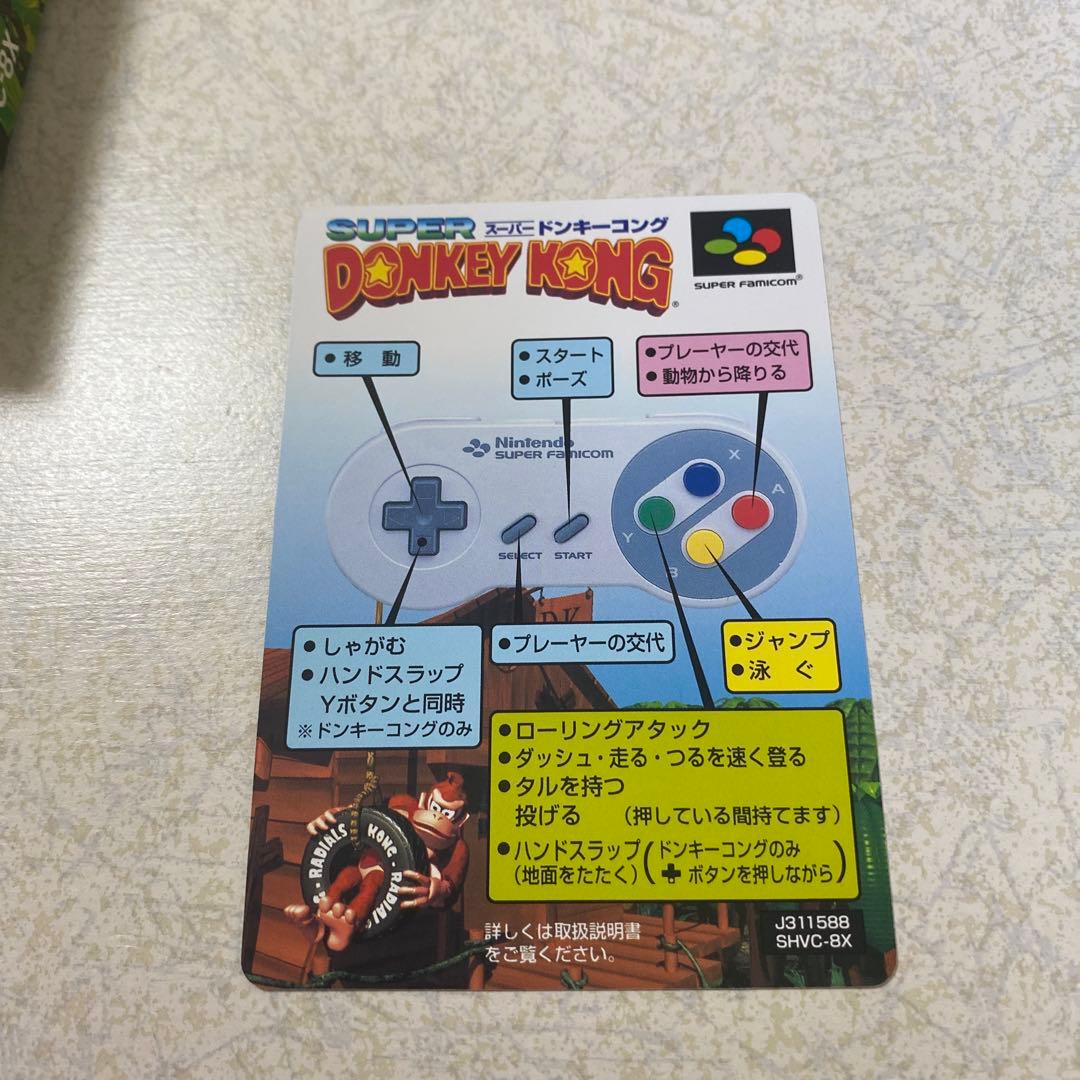 C-8X
SUPER スーパードンキーコング
DONKEY KONG®
SUPER FAMICOM®
●移 動
●スタート
●ポーズ
●プレーヤーの交代
●動物から降りる
Nintendo
SUPER FAMICOM
X
A
Y
B
SELECT START
DK
●しゃがむ
●ハンドスラップ
Yボタンと同時
※ドンキーコングのみ
●プレーヤーの交代
●ジャンプ
●泳 ぐ
●ローリングアタック
●ダッシュ・走る・つるを速く登る
●タルを持つ
投げる (押している間持てます)
●ハンドスラップ(ドンキーコングのみ
(地面をたたく) ✚ボタンを押しながら)
RADIALS KONG - RADIAL
詳しくは取扱説明書
をご覧ください。
J311588
SHVC-8X